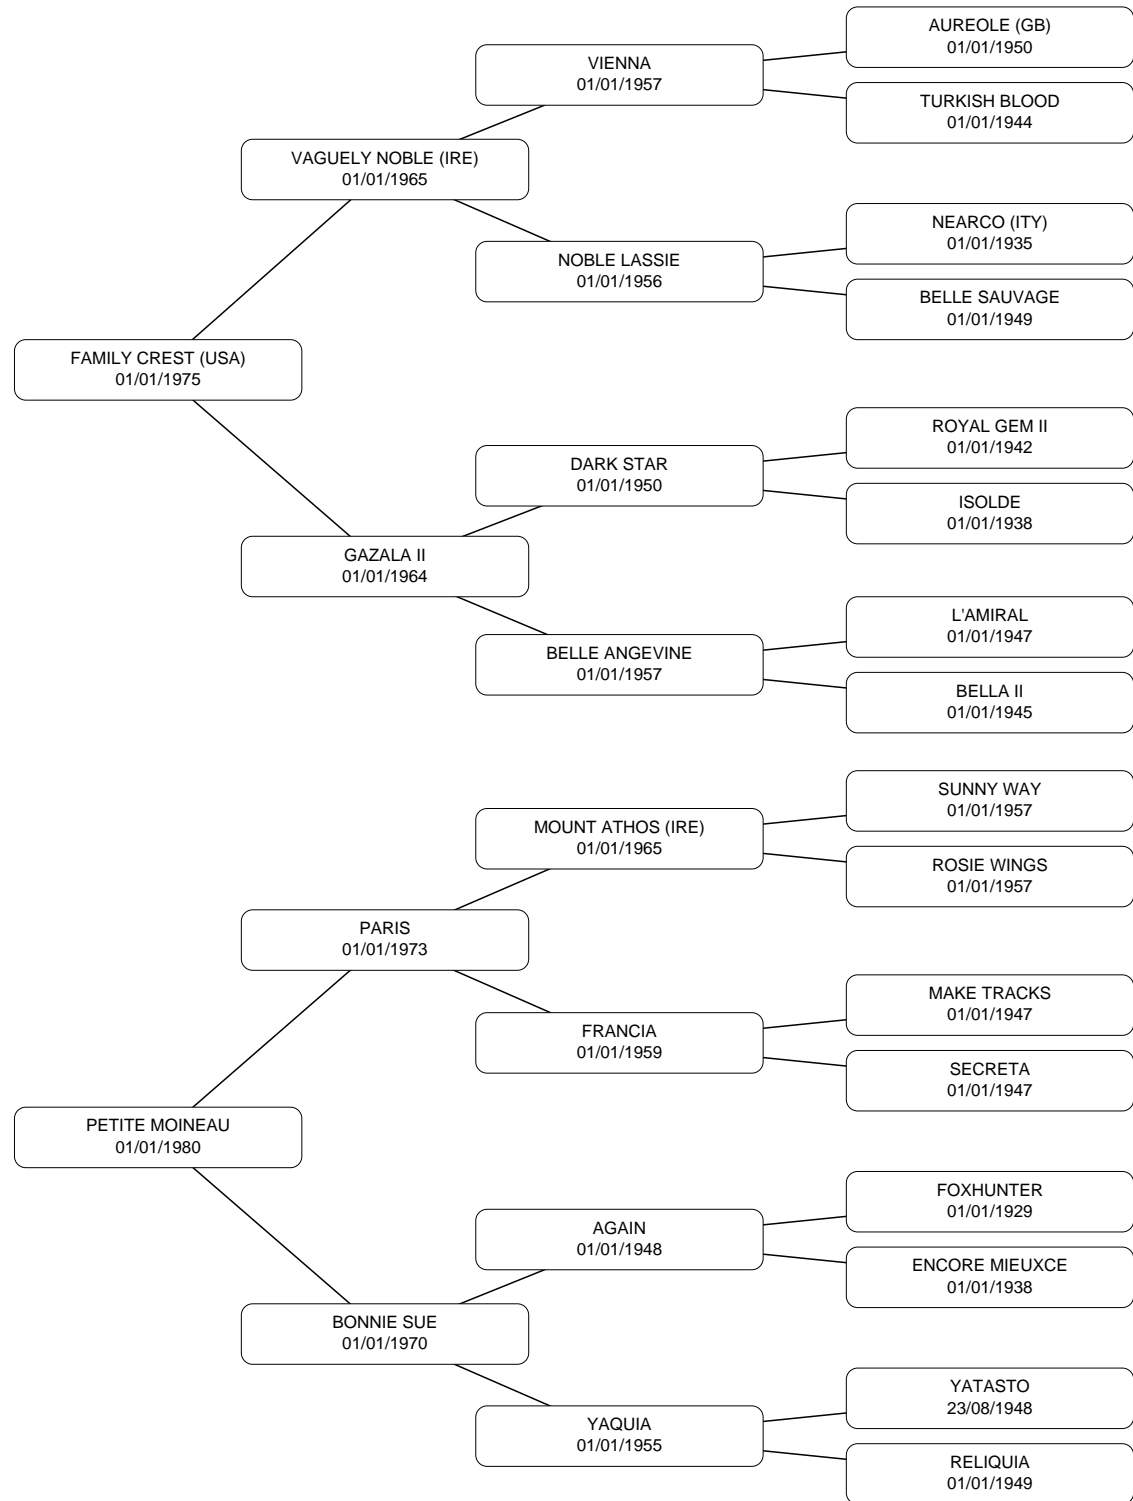 AUREOLE (GB)
01/01/1950
VIENNA
01/01/1957
TURKISH BLOOD
01/01/1944
VAGUELY NOBLE (IRE)
01/01/1965
NEARCO (ITY)
01/01/1935
NOBLE LASSIE
01/01/1956
BELLE SAUVAGE
01/01/1949
FAMILY CREST (USA)
01/01/1975
ROYAL GEM II
01/01/1942
DARK STAR
01/01/1950
ISOLDE
01/01/1938
GAZALA II
01/01/1964
L'AMIRAL
01/01/1947
BELLE ANGEVINE
01/01/1957
BELLA II
01/01/1945
SUNNY WAY
01/01/1957
MOUNT ATHOS (IRE)
01/01/1965
ROSIE WINGS
01/01/1957
PARIS
01/01/1973
MAKE TRACKS
01/01/1947
FRANCIA
01/01/1959
SECRETA
01/01/1947
PETITE MOINEAU
01/01/1980
FOXHUNTER
01/01/1929
AGAIN
01/01/1948
ENCORE MIEUXCE
01/01/1938
BONNIE SUE
01/01/1970
YATASTO
23/08/1948
YAQUIA
01/01/1955
RELIQUIA
01/01/1949